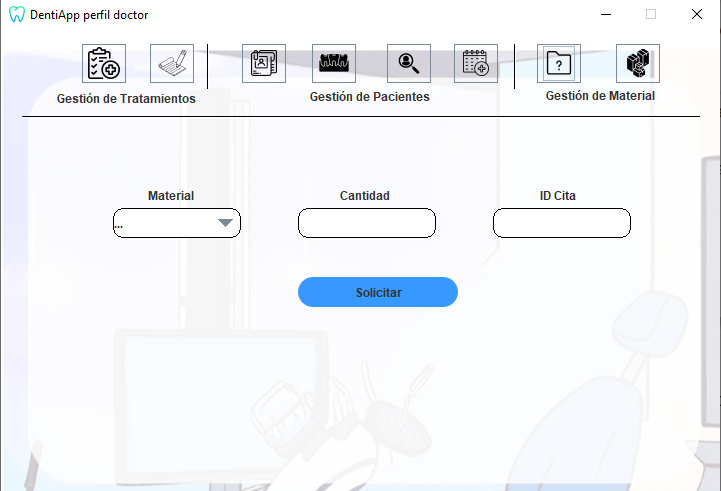 DentiApp perfil doctor
?
Gestión de Tratamientos
Gestión de Pacientes
Gestión de Material
Material
Cantidad
ID Cita
...
Solicitar